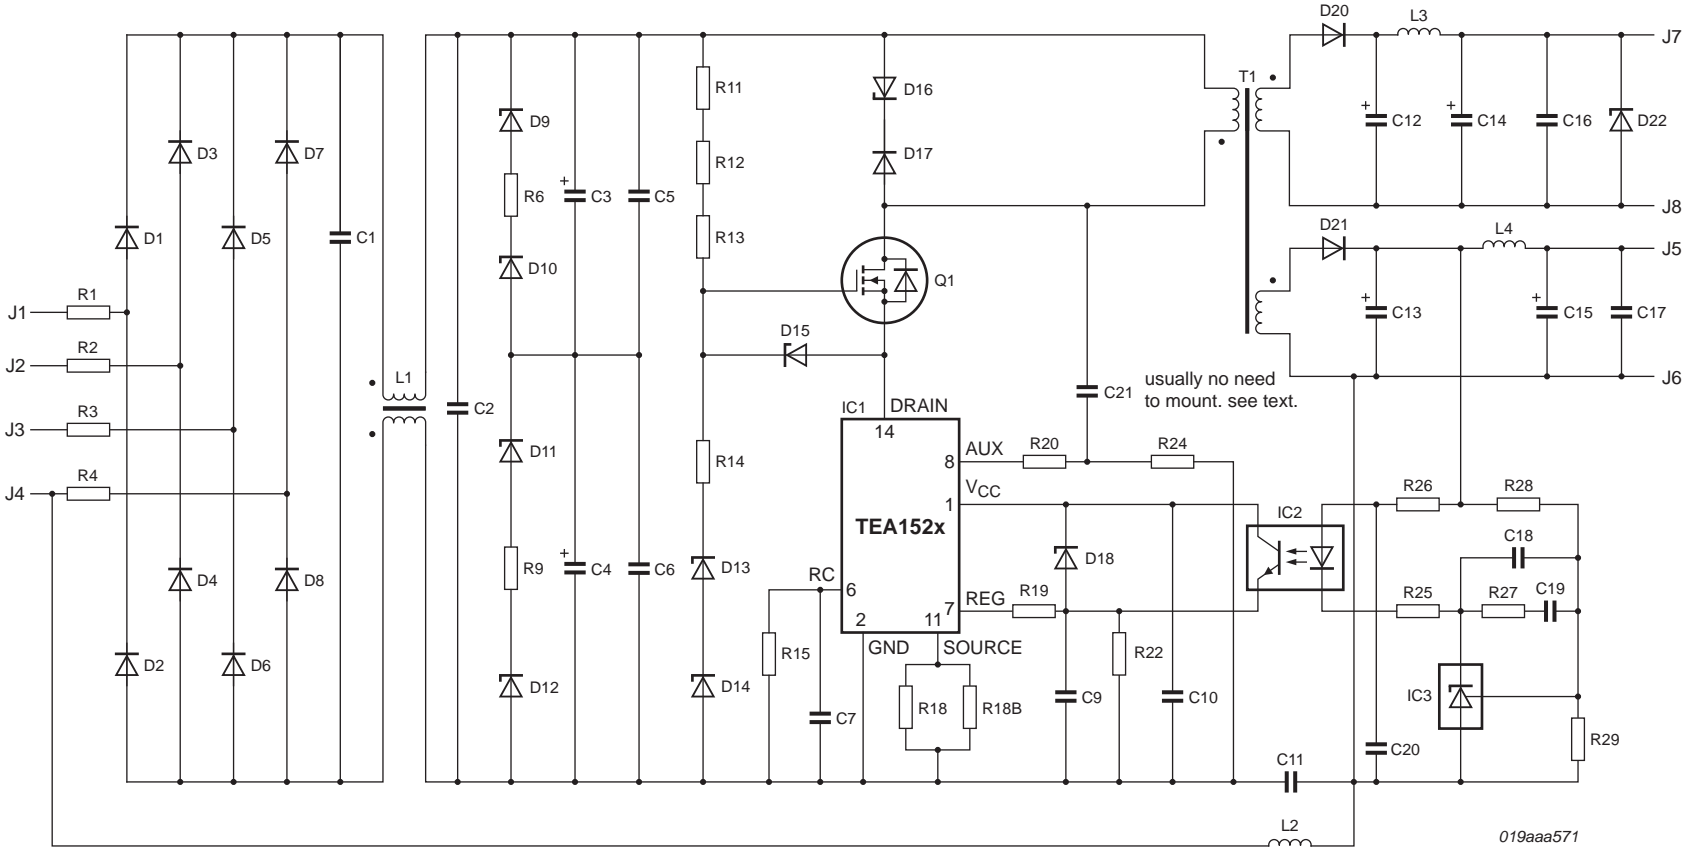 D20
L3
J7
T1
R11
D16
D9
C12
C14
C16
D22
D3
D7
R12
D17
R6
C3
C5
J8
D1
D5
C1
R13
D21
L4
J5
D10
Q1
R1
J1
C13
C15
C17
D15
R2
J2
L1
usually no need
to mount. see text.
C21
J6
R3
J3
C2
IC1
DRAIN
14
D11
R14
AUX
8
R20
R24
R4
J4
VCC
1
TEA152x
IC2
R26
R28
C18
D4
D8
R9
C4
C6
D13
RC
6
D18
REG
7
R19
R25
R27
C19
2
11
GND
SOURCE
R15
R22
D2
D6
D12
D14
C7
R18
R18B
C9
C10
IC3
R29
C20
C11
L2
019aaa571
+
+
+
+
+
+